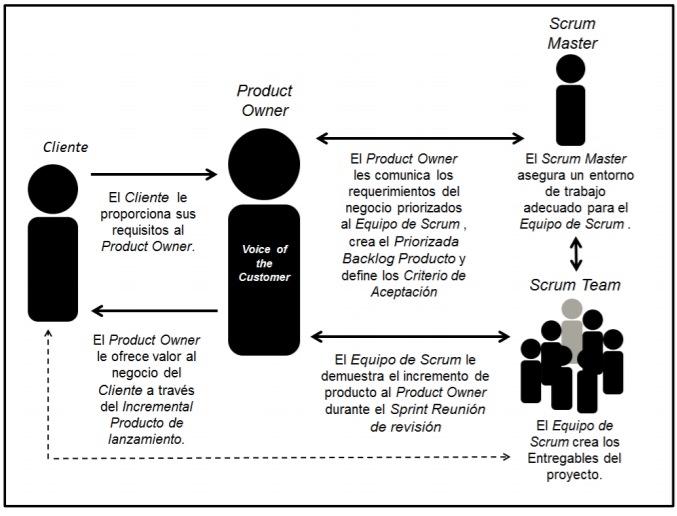 Cliente
El Cliente le
proporciona sus
requisitos al
Product Owner.
El Product Owner
le ofrece valor al
negocio del
Cliente a través
del Incremental
Producto de
lanzamiento.
Product
Owner
Voice of
the
Customer
El Product Owner
les comunica los
requerimientos del
negocio priorizados
al Equipo de Scrum ,
crea el Priorizada
Backlog Producto y
define los Criterio de
Aceptación
El Equipo de Scrum le
demuestra el incremento de
producto al Product Owner
durante el Sprint Reunión
de revisión
Scrum
Master
El Scrum Master
asegura un entorno
de trabajo
adecuado para el
Equipo de Scrum .
Scrum Team
El Equipo de
Scrum crea los
Entregables del
proyecto.